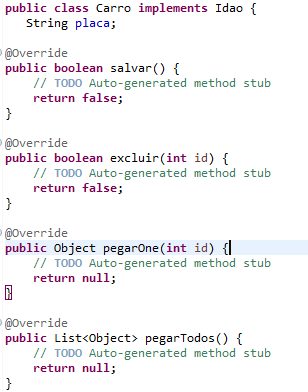 public class Carro implements Idao {
String placa;
@Override
public boolean salvar() {
// TODO Auto-generated method stub
return false;
}
@Override
public boolean excluir(int id) {
// TODO Auto-generated method stub
return false;
}
@Override
public Object pegarOne(int id) {
// TODO Auto-generated method stub
return null;
}
@Override
public List<Object> pegarTodos() {
// TODO Auto-generated method stub
return null;
}